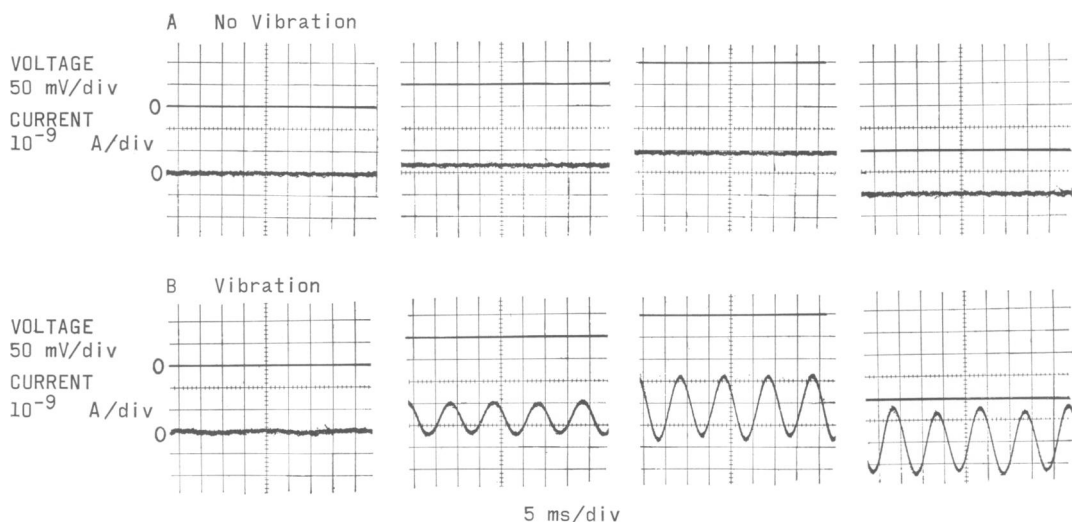 A No Vibration
VOLTAGE
50 mV/div
0
CURRENT
10⁻⁹ A/div
0
B Vibration
VOLTAGE
50 mV/div
0
CURRENT
10⁻⁹ A/div
0
5 ms/div